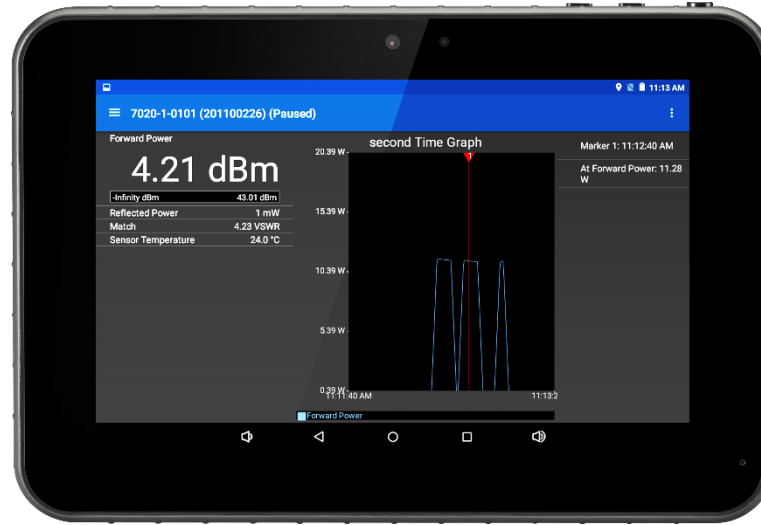 11:13 AM
7020-1-0101 (201100226) (Paused)
Forward Power
4.21 dBm
-Infinity dBm 43.01 dBm
Reflected Power 1 mW
Match 4.23 VSWR
Sensor Temperature 24.0 °C
second Time Graph
20.39 W
15.39 W
10.39 W
5.39 W
0.39 W
11:11:40 AM 11:13:2
1
Forward Power
Marker 1: 11:12:40 AM
At Forward Power: 11.28
W